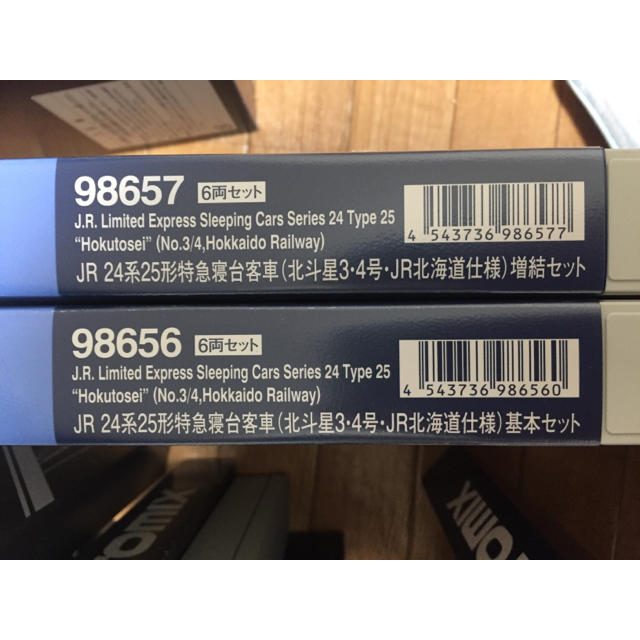 98657 6両セット
J.R. Limited Express Sleeping Cars Series 24 Type 25
"Hokutosei" (No.3/4,Hokkaido Railway)
JR 24系25形特急寝台客車(北斗星3・4号・JR北海道仕様)増結セット
4 543736 986577
98656 6両セット
J.R. Limited Express Sleeping Cars Series 24 Type 25
"Hokutosei" (No.3/4,Hokkaido Railway)
JR 24系25形特急寝台客車(北斗星3・4号・JR北海道仕様)基本セット
4 543736 986560
OMIX
OMIX